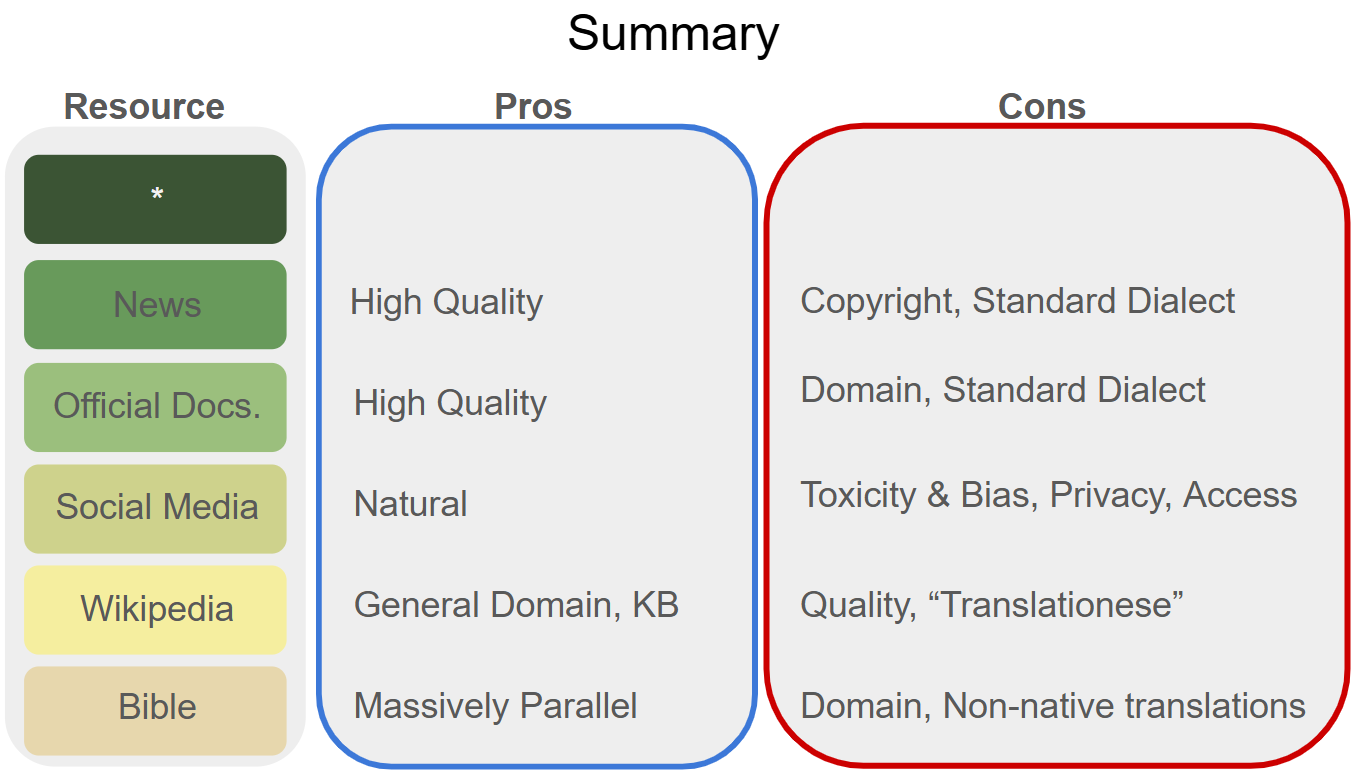 Summary
Resource Pros Cons
*
News High Quality Copyright, Standard Dialect
Official Docs. High Quality Domain, Standard Dialect
Social Media Natural Toxicity & Bias, Privacy, Access
Wikipedia General Domain, KB Quality, “Translationese”
Bible Massively Parallel Domain, Non-native translations